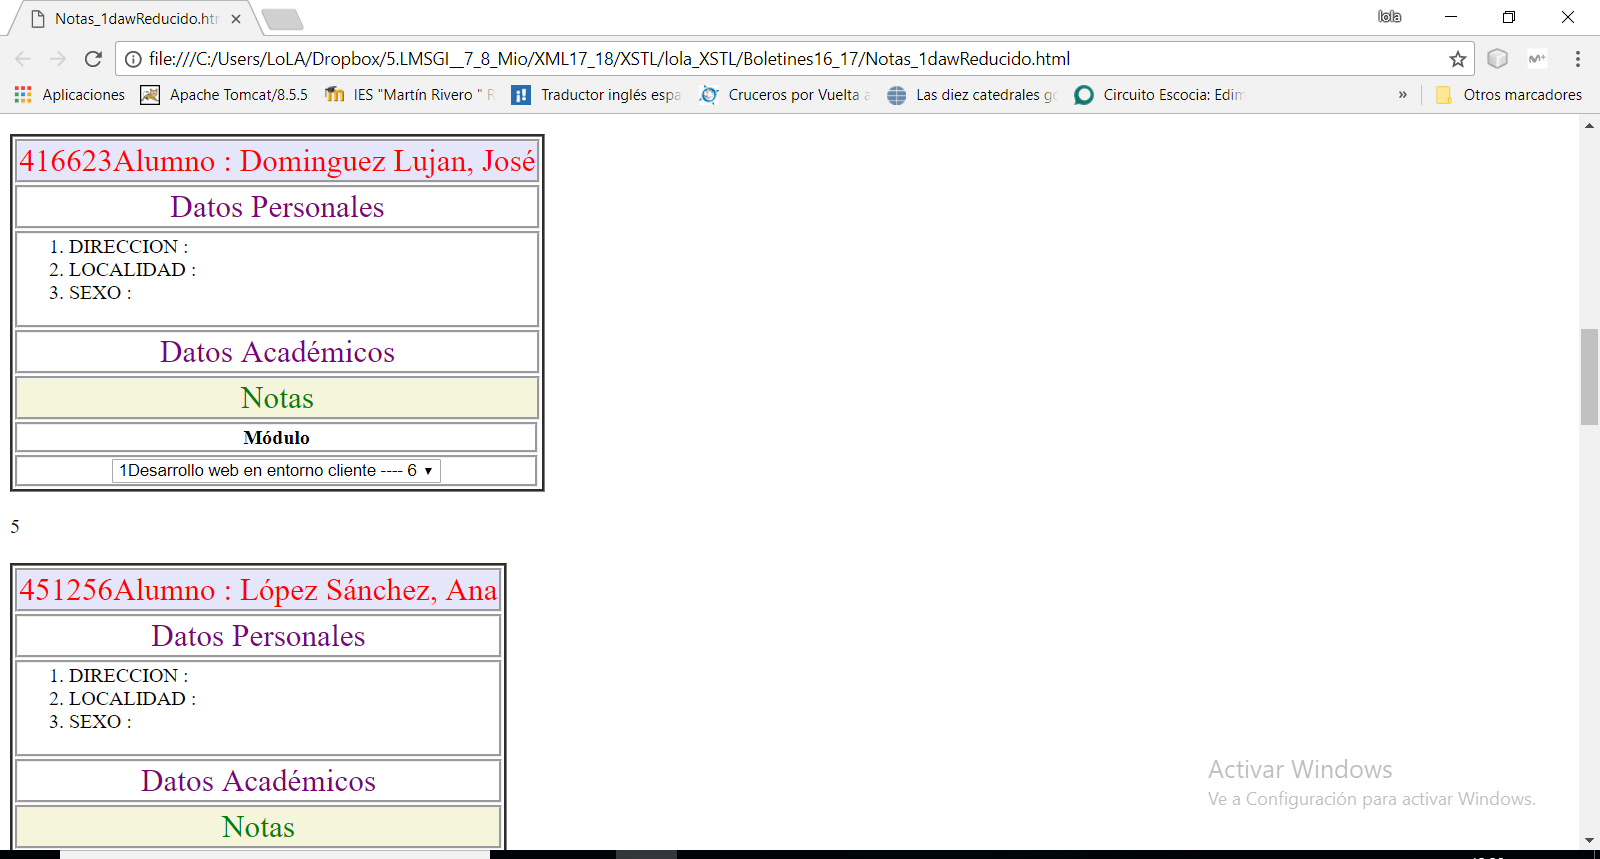 Notas_1dawReducido.htr
lola
file:///C:/Users/LoLA/Dropbox/5.LMSGI__7_8_Mio/XML17_18/XSTL/lola_XSTL/Boletines16_17/Notas_1dawReducido.html
Aplicaciones Apache Tomcat/8.5.5 IES "Martín Rivero " R Traductor inglés espa Cruceros por Vuelta a Las diez catedrales go Circuito Escocia: Edim » Otros marcadores
416623Alumno : Dominguez Lujan, José
Datos Personales
1. DIRECCION :
2. LOCALIDAD :
3. SEXO :
Datos Académicos
Notas
Módulo
1Desarrollo web en entorno cliente ---- 6
5
451256Alumno : López Sánchez, Ana
Datos Personales
1. DIRECCION :
2. LOCALIDAD :
3. SEXO :
Datos Académicos
Notas
Activar Windows
Ve a Configuración para activar Windows.